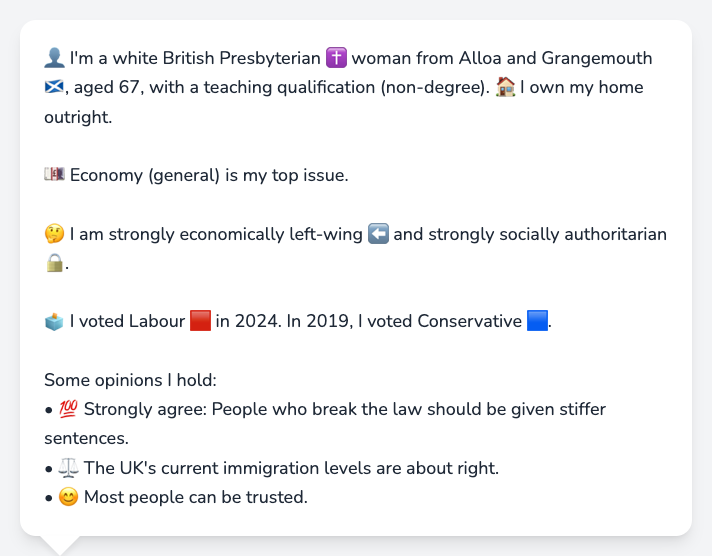 👤 I'm a white British Presbyterian ✝️ woman from Alloa and Grangemouth
🏴󠁧󠁢󠁳󠁣󠁴󠁿, aged 67, with a teaching qualification (non-degree). 🏠 I own my home
outright.
💷 Economy (general) is my top issue.
🤔 I am strongly economically left-wing ⬅️ and strongly socially authoritarian
🔒.
🗳️ I voted Labour 🟥 in 2024. In 2019, I voted Conservative 🟦.
Some opinions I hold:
• 💯 Strongly agree: People who break the law should be given stiffer
sentences.
• ⚖️ The UK's current immigration levels are about right.
• 😊 Most people can be trusted.